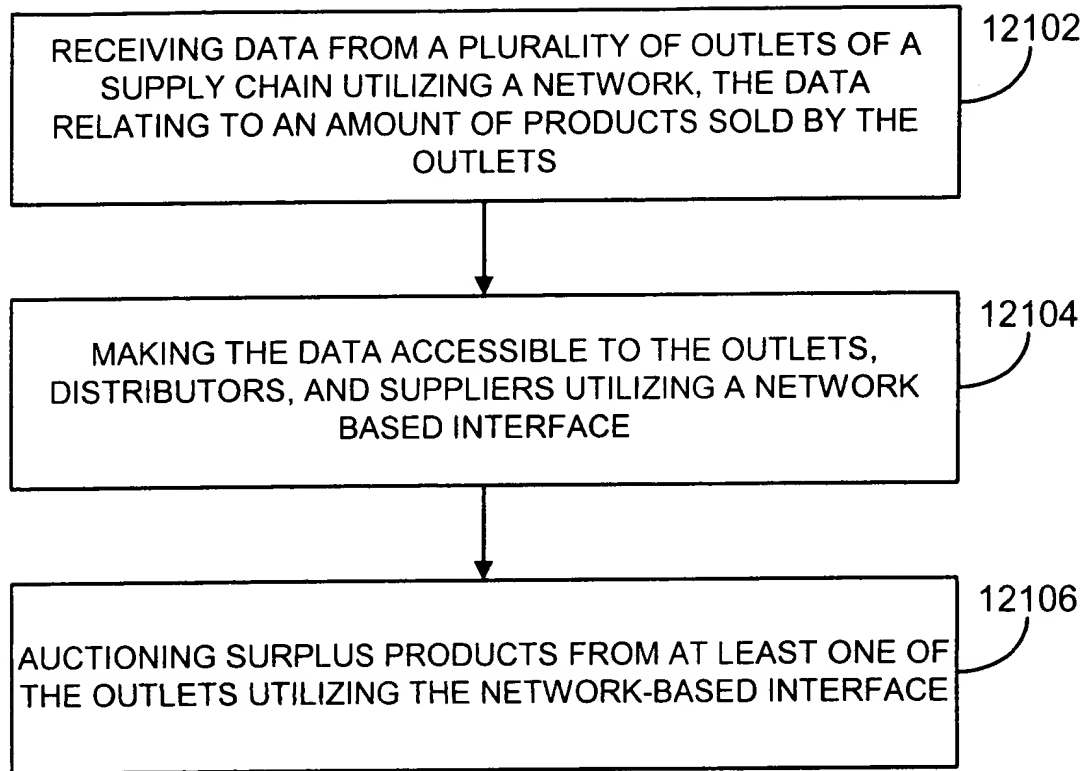 RECEIVING DATA FROM A PLURALITY OF OUTLETS OF A
SUPPLY CHAIN UTILIZING A NETWORK, THE DATA
RELATING TO AN AMOUNT OF PRODUCTS SOLD BY THE
OUTLETS
12102
MAKING THE DATA ACCESSIBLE TO THE OUTLETS,
DISTRIBUTORS, AND SUPPLIERS UTILIZING A NETWORK
BASED INTERFACE
12104
AUCTIONING SURPLUS PRODUCTS FROM AT LEAST ONE OF
THE OUTLETS UTILIZING THE NETWORK-BASED INTERFACE
12106